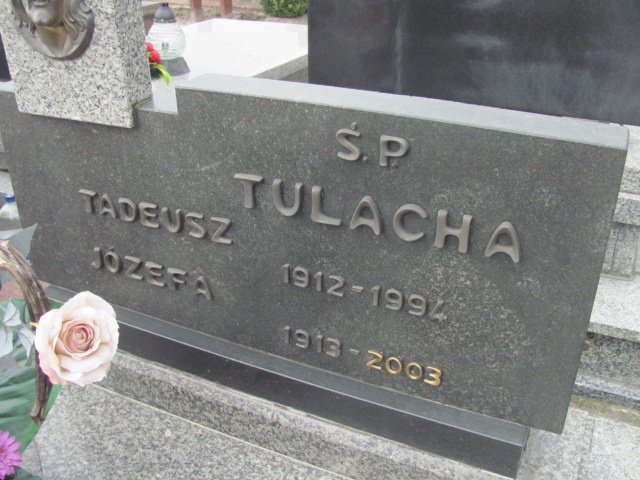 Ś.P
TULACHA
TADEUSZ 1912-1994
JÓZEFA 1913-2003